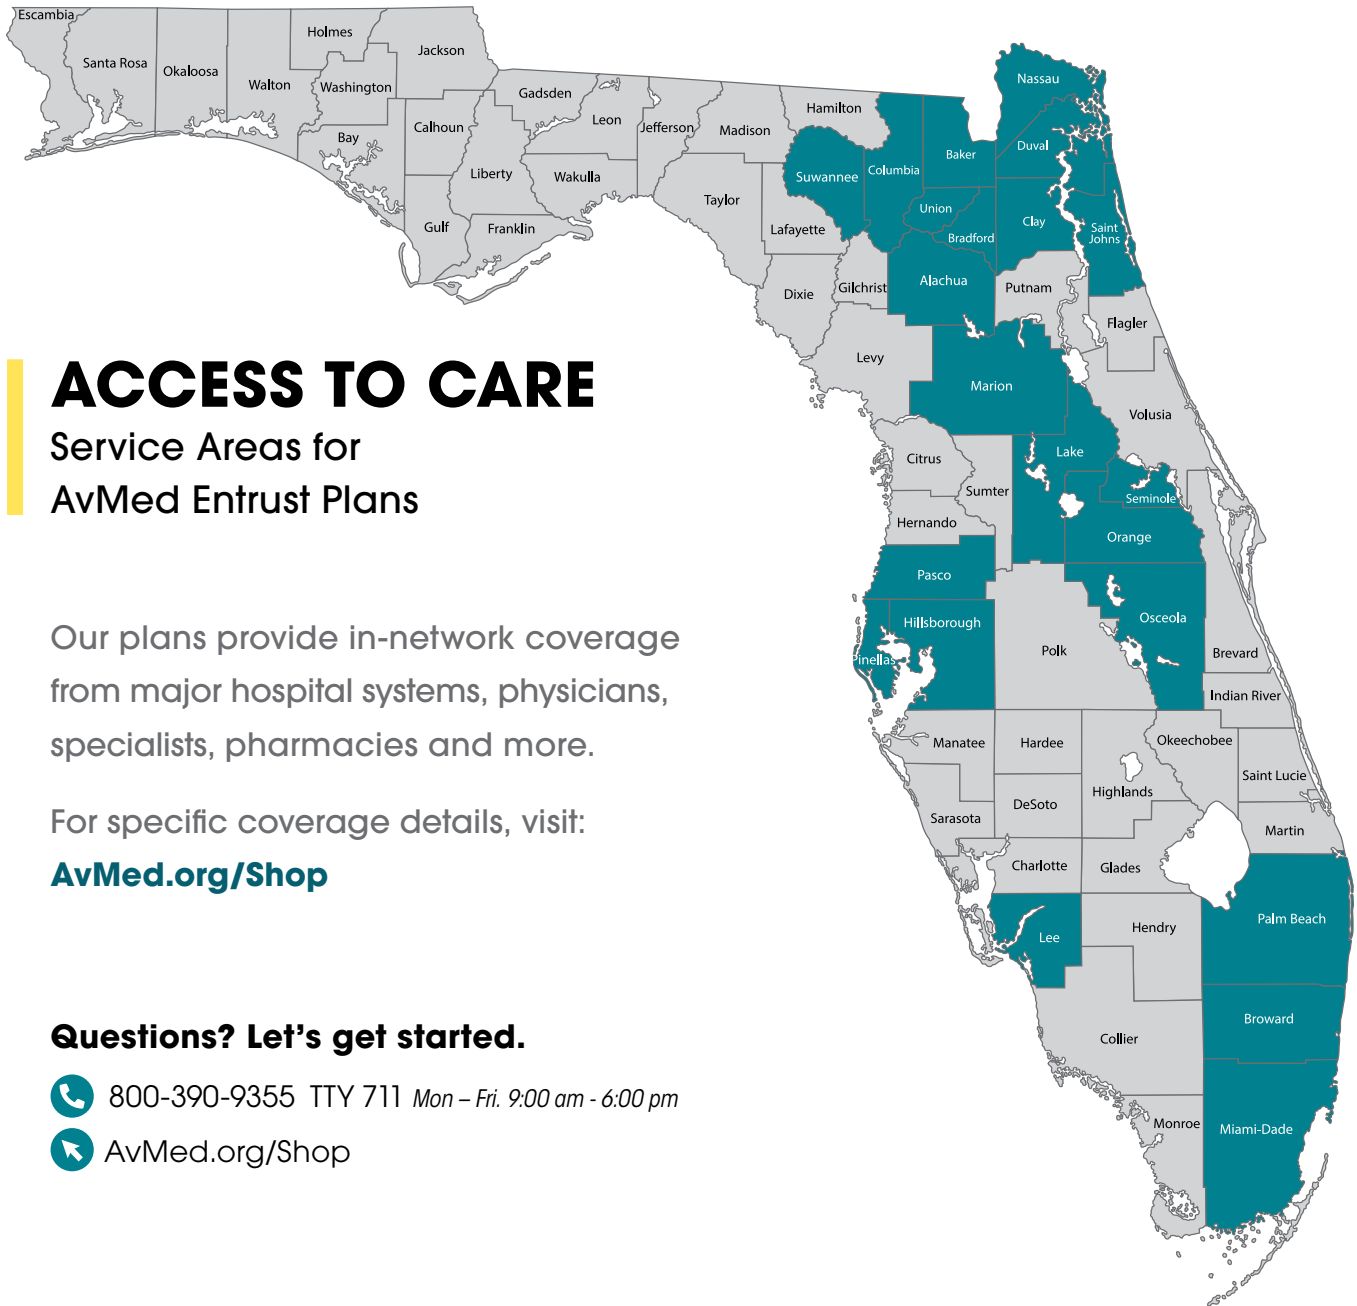 Escambia
Santa Rosa
Okaloosa
Walton
Holmes
Washington
Jackson
Bay
Calhoun
Gulf
Liberty
Gadsden
Franklin
Leon
Wakulla
Jefferson
Madison
Taylor
Hamilton
Suwannee
Lafayette
Dixie
Columbia
Gilchrist
Levy
Baker
Union
Bradford
Alachua
Nassau
Duval
Clay
Saint
Johns
Putnam
Flagler
Marion
Volusia
ACCESS TO CARE
Service Areas for
AvMed Entrust Plans
Citrus
Sumter
Lake
Hernando
Seminole
Orange
Pasco
Hillsborough
Pinellas
Polk
Osceola
Brevard
Indian River
Our plans provide in-network coverage
from major hospital systems, physicians,
specialists, pharmacies and more.
Manatee
Hardee
Okeechobee
Saint Lucie
Highlands
DeSoto
Sarasota
Martin
Charlotte
Glades
For specific coverage details, visit:
AvMed.org/Shop
Lee
Hendry
Palm Beach
Broward
Collier
Monroe
Miami-Dade
Questions? Let's get started.
800-390-9355 TTY 711 Mon – Fri. 9:00 am - 6:00 pm
AvMed.org/Shop